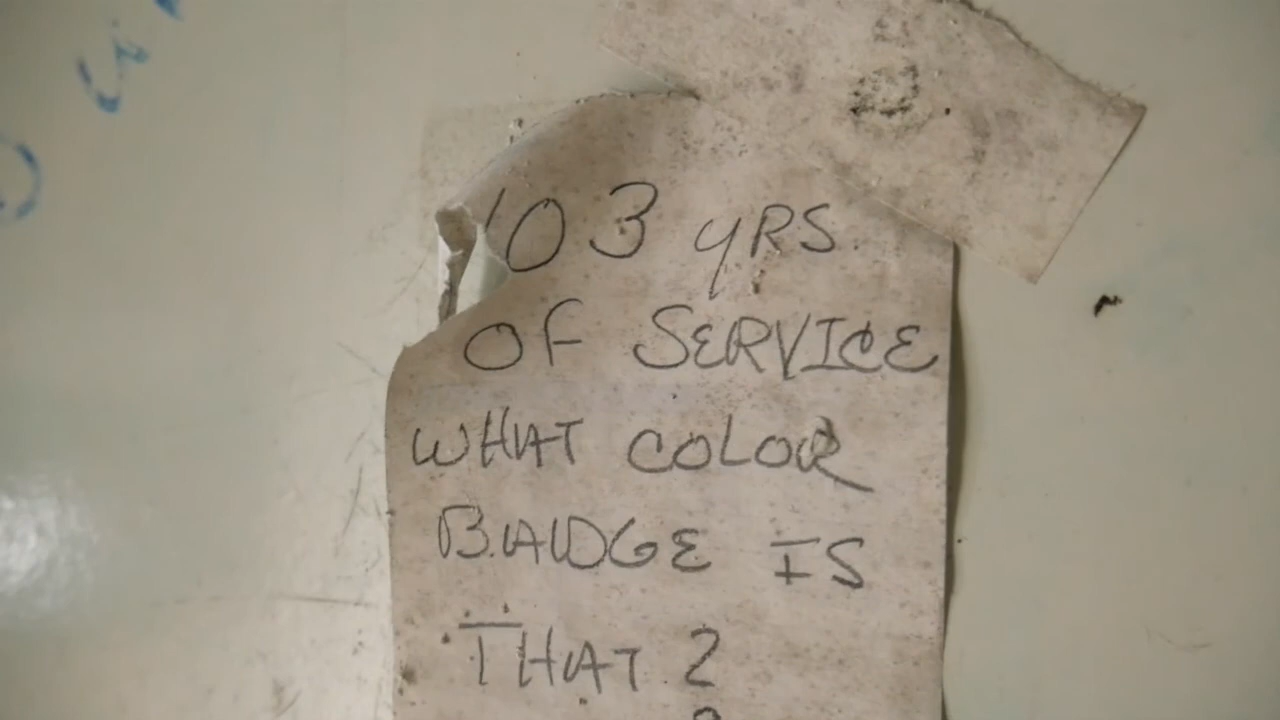 103 YRS.
OF SERVICE
WHAT COLOR
BADGE IS
THAT?